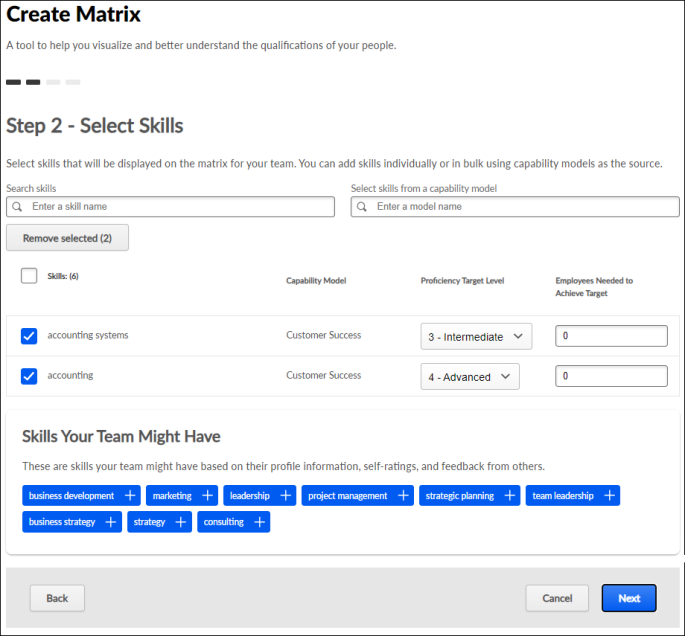 Create Matrix
A tool to help you visualize and better understand the qualifications of your people.
Step 2 - Select Skills
Select skills that will be displayed on the matrix for your team. You can add skills individually or in bulk using capability models as the source.
Search skills
Select skills from a capability model
Enter a skill name
Enter a model name
Remove selected (2)
Skills: (6)
Capability Model
Proficiency Target Level
Employees Needed to
Achieve Target
accounting systems
Customer Success
3 - Intermediate
0
accounting
Customer Success
4 - Advanced
0
Skills Your Team Might Have
These are skills your team might have based on their profile information, self-ratings, and feedback from others.
business development +
marketing +
leadership +
project management +
strategic planning +
team leadership +
business strategy +
strategy +
consulting +
Back
Cancel
Next